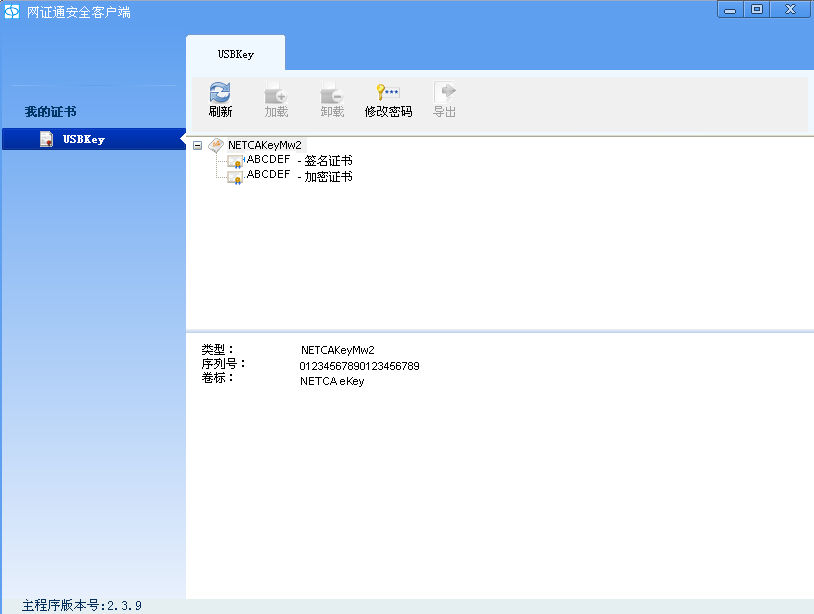 网证通安全客户端
USBKey
刷新 加载 卸载 修改密码 导出
我的证书
USBKey
NETCAKeyMw2
ABCDEF - 签名证书
ABCDEF - 加密证书
类型： NETCAKeyMw2
序列号： 01234567890123456789
卷标： NETCA eKey
主程序版本号:2.3.9